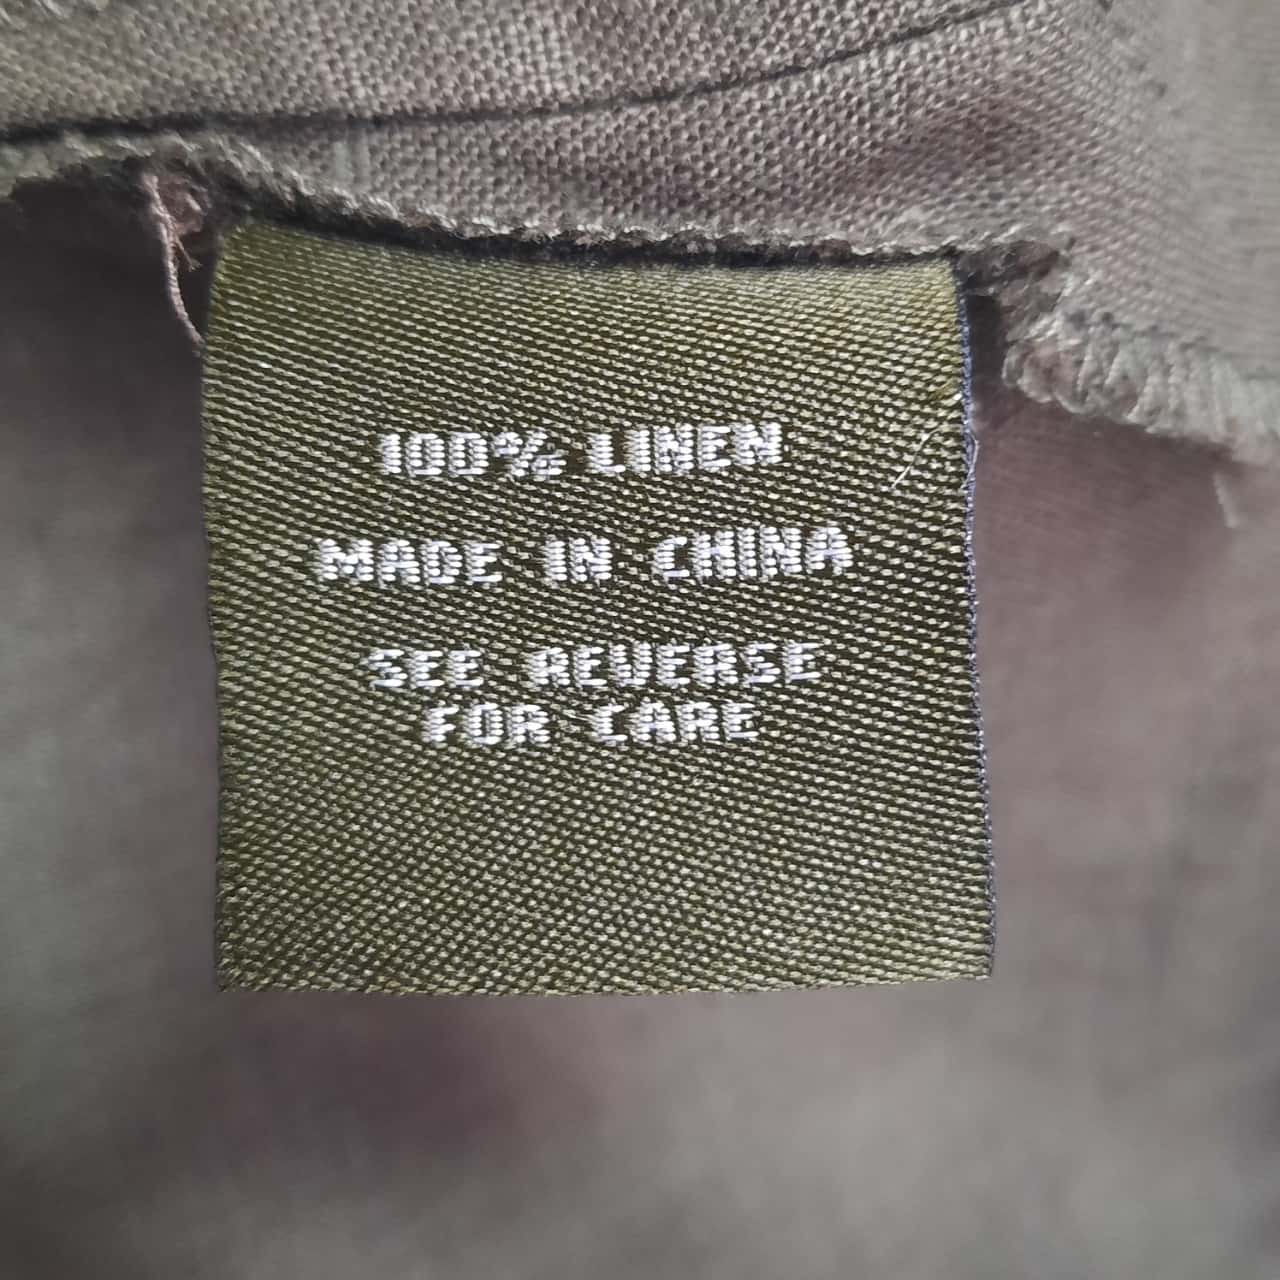 100% LINEN
MADE IN CHINA
SEE REVERSE
FOR CARE